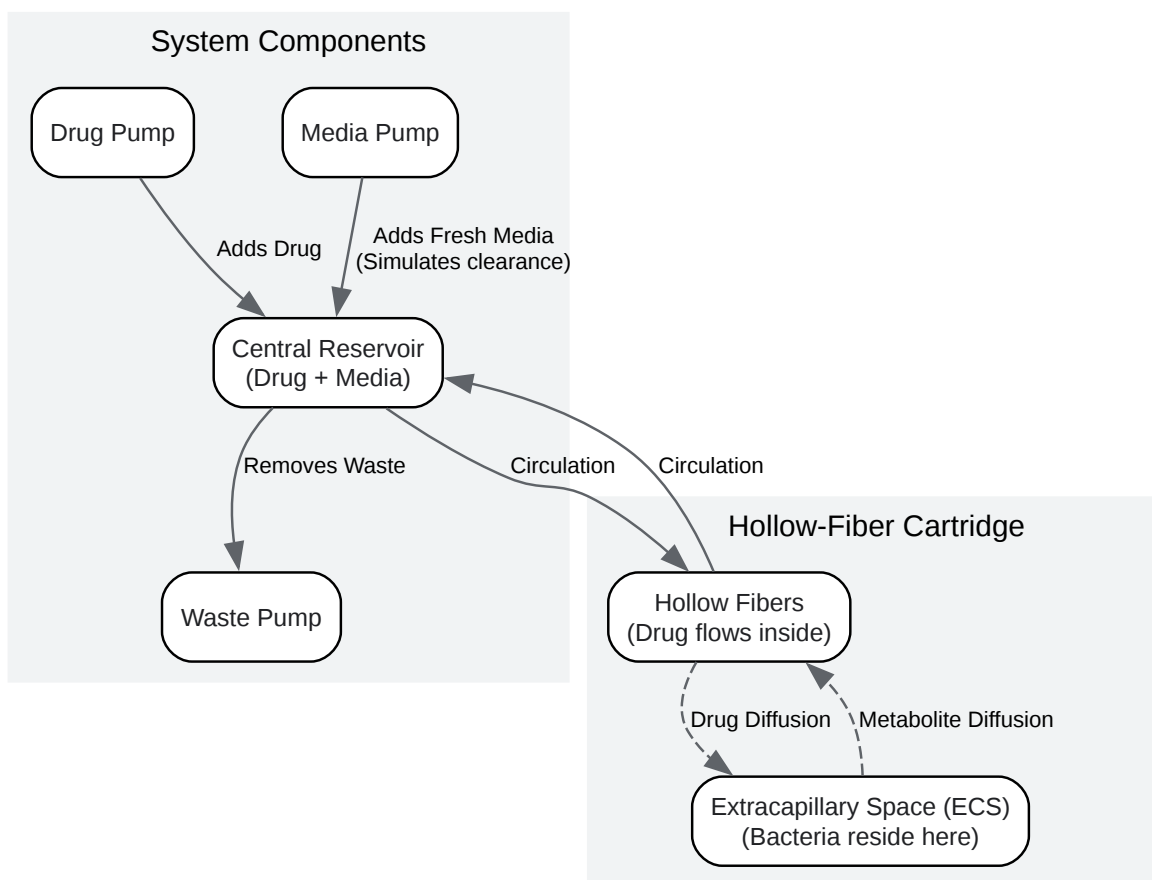 System Components
Drug Pump
Media Pump
Adds Drug
Adds Fresh Media
(Simulates clearance)
Central Reservoir
(Drug + Media)
Removes Waste
Circulation
Circulation
Hollow-Fiber Cartridge
Waste Pump
Hollow Fibers
(Drug flows inside)
Drug Diffusion
Metabolite Diffusion
Extracapillary Space (ECS)
(Bacteria reside here)